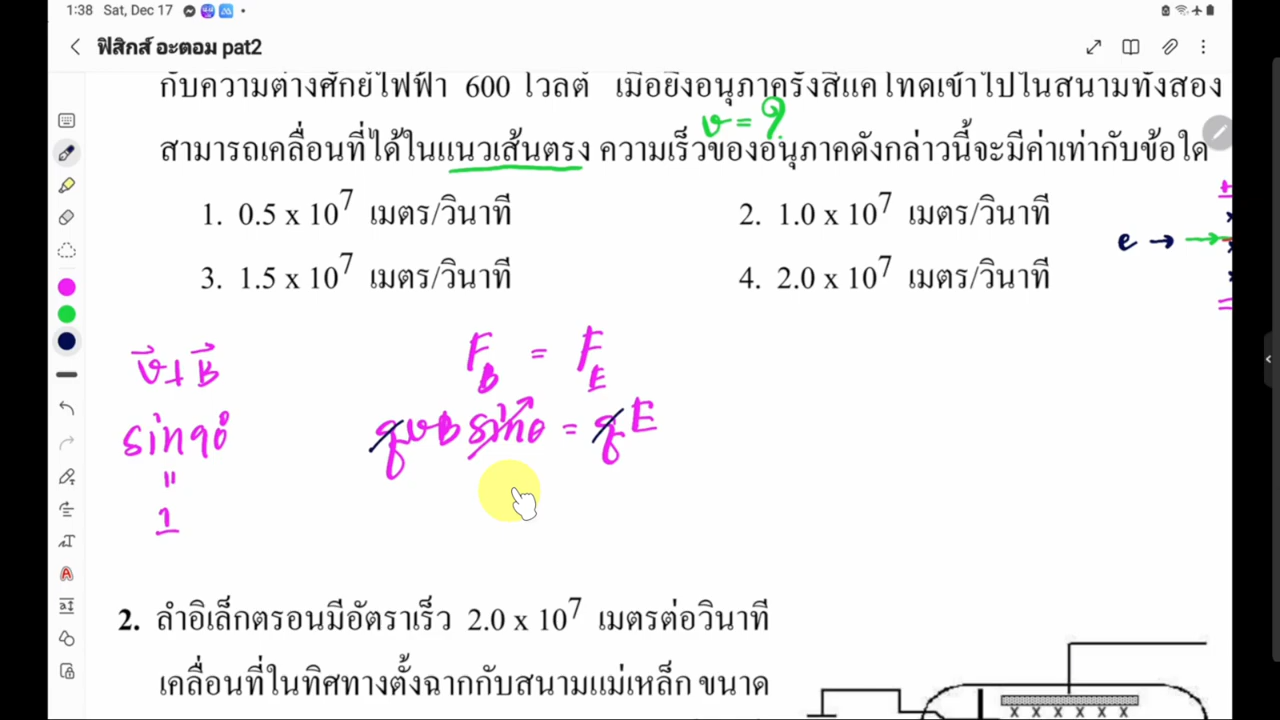 1:38 Sat, Dec 17
ฟิสิกส์ อะตอม pat2
กับความต่างศักย์ไฟฟ้า 600 โวลต์ เมื่อยิงอนุภาครังสีแคโทดเข้าไปในสนามทั้งสอง
v = ?
สามารถเคลื่อนที่ได้ในแนวเส้นตรง ความเร็วของอนุภาคดังกล่าวนี้จะมีค่าเท่ากับข้อใด
1. 0.5 x 10⁷ เมตร/วินาที 2. 1.0 x 10⁷ เมตร/วินาที
e →
3. 1.5 x 10⁷ เมตร/วินาที 4. 2.0 x 10⁷ เมตร/วินาที
v⃗ ⊥ B⃗ F_B = F_E
sin90° qvB sinθ = qE
1
"
1
2. ลำอิเล็กตรอนมีอัตราเร็ว 2.0 x 10⁷ เมตรต่อวินาที
เคลื่อนที่ในทิศทางตั้งฉากกับสนามแม่เหล็ก ขนาด
x x x x x x